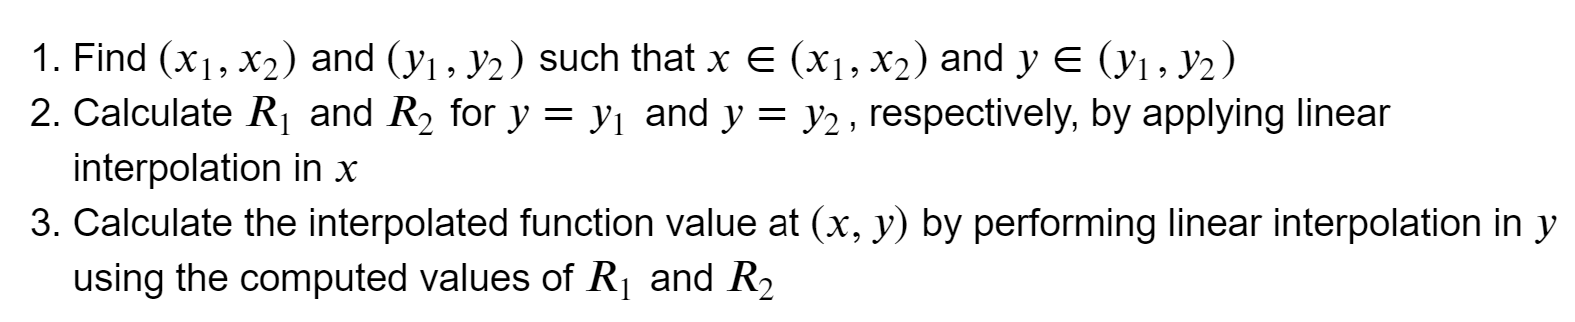 1. Find (x₁, x₂) and (y₁, y₂) such that x ∈ (x₁, x₂) and y ∈ (y₁, y₂)
2. Calculate R₁ and R₂ for y = y₁ and y = y₂, respectively, by applying linear
interpolation in x
3. Calculate the interpolated function value at (x, y) by performing linear interpolation in y
using the computed values of R₁ and R₂